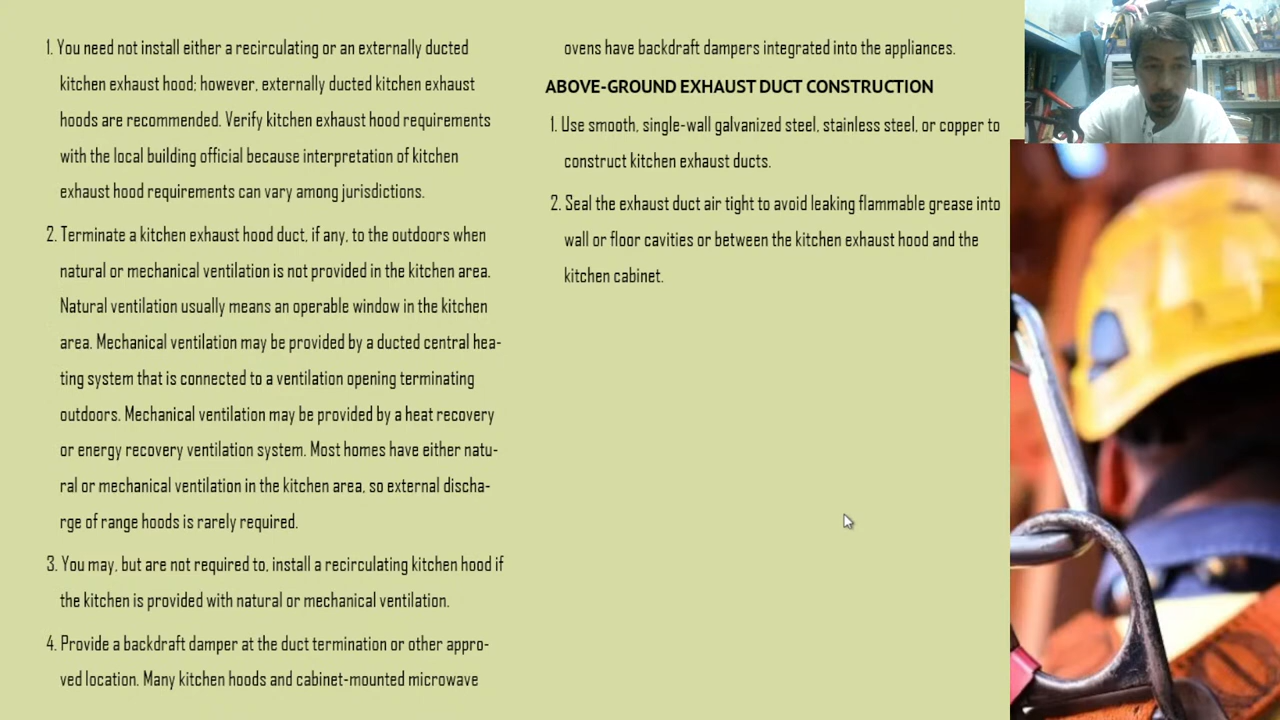 1. You need not install either a recirculating or an externally ducted
kitchen exhaust hood; however, externally ducted kitchen exhaust
hoods are recommended. Verify kitchen exhaust hood requirements
with the local building official because interpretation of kitchen
exhaust hood requirements can vary among jurisdictions.
2. Terminate a kitchen exhaust hood duct, if any, to the outdoors when
natural or mechanical ventilation is not provided in the kitchen area.
Natural ventilation usually means an operable window in the kitchen
area. Mechanical ventilation may be provided by a ducted central hea-
ting system that is connected to a ventilation opening terminating
outdoors. Mechanical ventilation may be provided by a heat recovery
or energy recovery ventilation system. Most homes have either natu-
ral or mechanical ventilation in the kitchen area, so external discha-
rge of range hoods is rarely required.
3. You may, but are not required to, install a recirculating kitchen hood if
the kitchen is provided with natural or mechanical ventilation.
4. Provide a backdraft damper at the duct termination or other appro-
ved location. Many kitchen hoods and cabinet-mounted microwave
ovens have backdraft dampers integrated into the appliances.
ABOVE-GROUND EXHAUST DUCT CONSTRUCTION
1. Use smooth, single-wall galvanized steel, stainless steel, or copper to
construct kitchen exhaust ducts.
2. Seal the exhaust duct air tight to avoid leaking flammable grease into
wall or floor cavities or between the kitchen exhaust hood and the
kitchen cabinet.